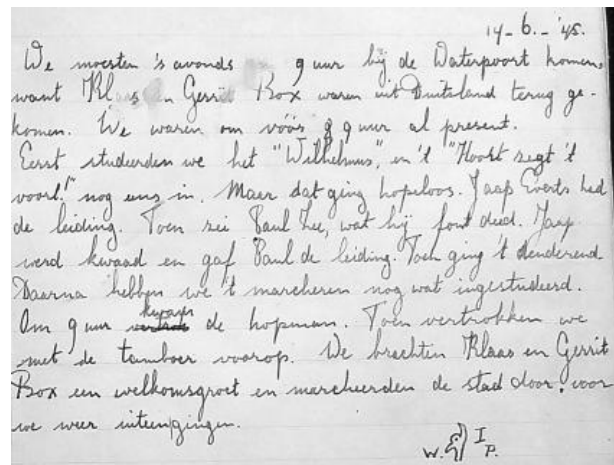 14-6.-'45.
We moesten 's avonds 9 uur bij de Waterpoort komen,
want Klaas en Gerrit Box waren uit Duitsland terug ge-
komen. We waren om vóór 9 uur al present.
Eerst studeerden we het "Wilhelmus", en 't "Hoort zegt 't
voort!" nog eens in. Maar dat ging hopeloos. Jaap Everts had
de leiding. Toen zei Paul Zee, wat hij fout deed. Jaap
werd kwaad en gaf Paul de leiding. Toen ging 't denderend
Daarna hebben we 't marcheren nog wat ingestudeerd.
Om 9 uur kwam de hopman. Toen vertrokken we
met de tamboer voorop. We brachten Klaas en Gerrit
Box een welkomsgroet en marcheerden de stad door, voor
we weer uiteengingen.
W. I
P.